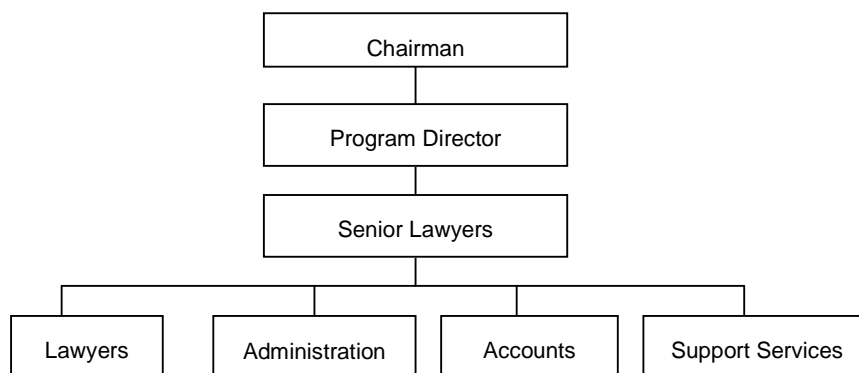 Chairman
Program Director
Senior Lawyers
Lawyers
Administration
Accounts
Support Services